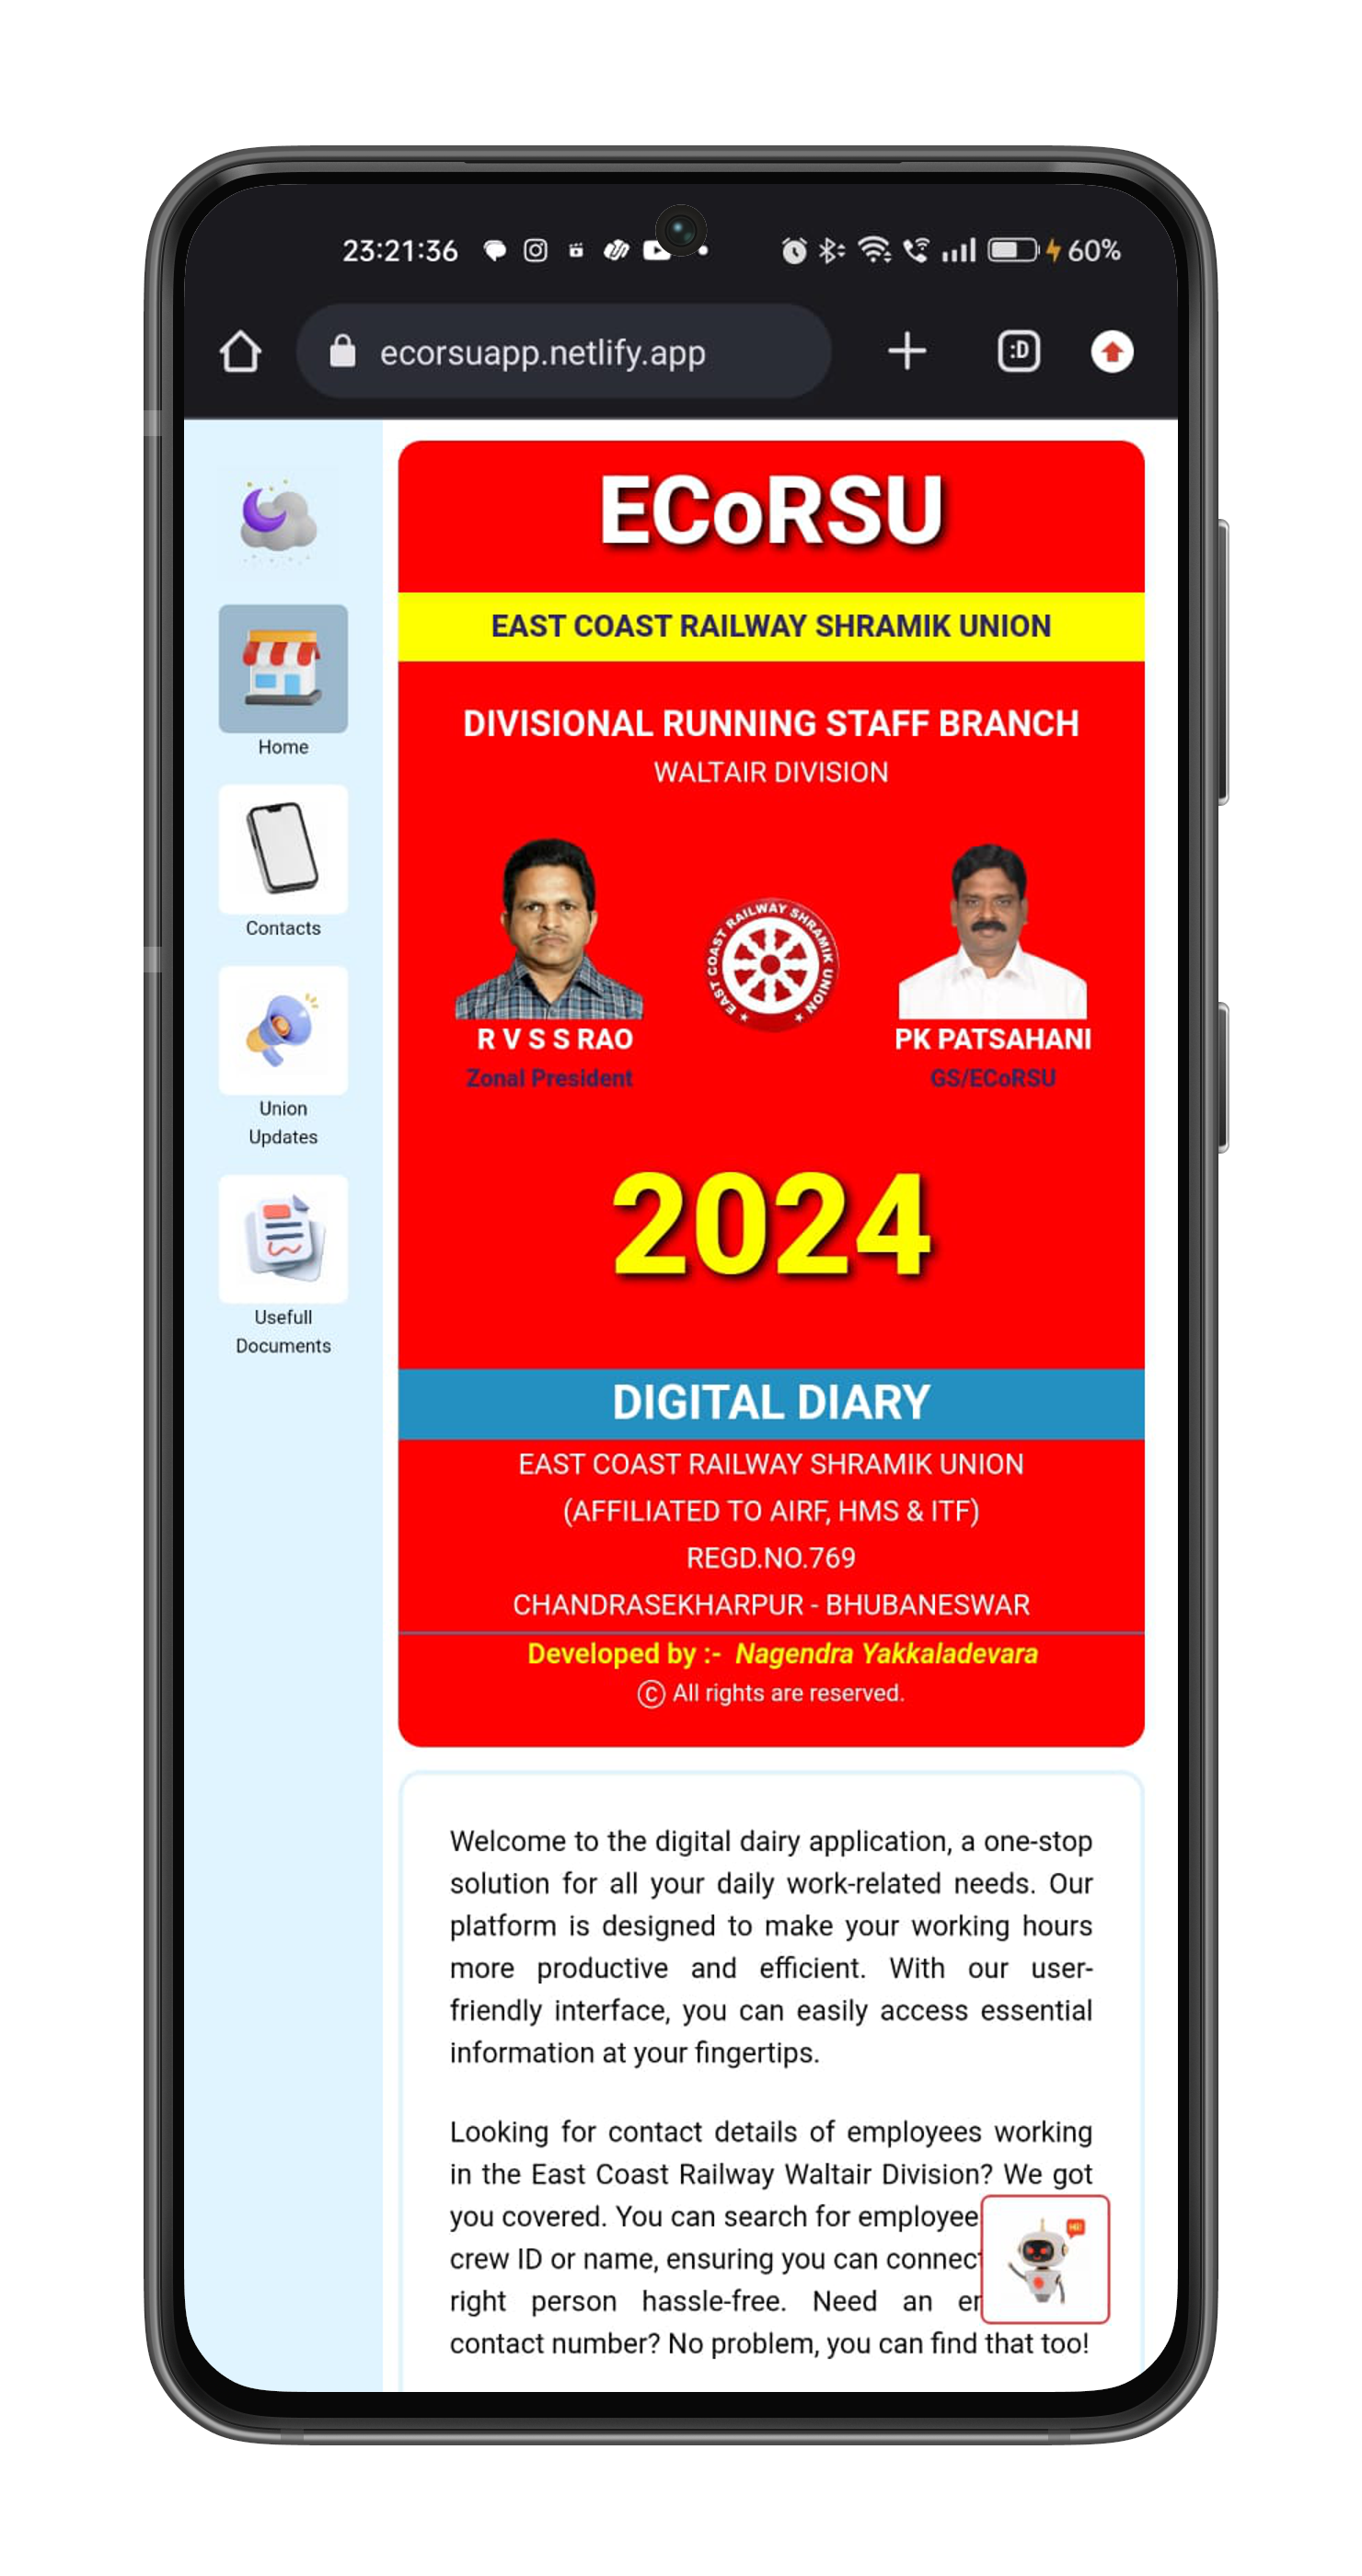 23:21:36
60%
:D
ecorsuapp.netlify.app
Home
Contacts
Union
Updates
Usefull
Documents
ECoRSU
EAST COAST RAILWAY SHRAMIK UNION
DIVISIONAL RUNNING STAFF BRANCH
WALTAIR DIVISION
EAST COAST RAILWAY SHRAMIK UNION
R V S S RAO
Zonal President
PK PATSAHANI
GS/ECoRSU
2024
DIGITAL DIARY
EAST COAST RAILWAY SHRAMIK UNION
(AFFILIATED TO AIRF, HMS & ITF)
REGD.NO.769
CHANDRASEKHARPUR - BHUBANESWAR
Developed by :- Nagendra Yakkaladevara
© All rights are reserved.
Welcome to the digital dairy application, a one-stop
solution for all your daily work-related needs. Our
platform is designed to make your working hours
more productive and efficient. With our user-
friendly interface, you can easily access essential
information at your fingertips.
Looking for contact details of employees working
in the East Coast Railway Waltair Division? We got
you covered. You can search for employee
crew ID or name, ensuring you can connect
right person hassle-free. Need an
contact number? No problem, you can find that too!